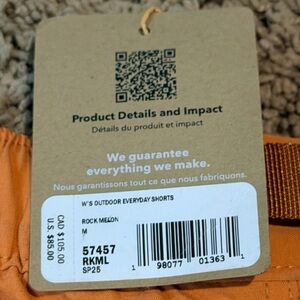 Product Details and Impact
Détails du produit et impact
We guarantee
everything we make.
Nous garantissons tout ce que nous fabriquons.
CAD $105.00
U.S. $85.00
W'S OUTDOOR EVERYDAY SHORTS
ROCK MELON
M
57457
RKML
SP25
1 98077 01363